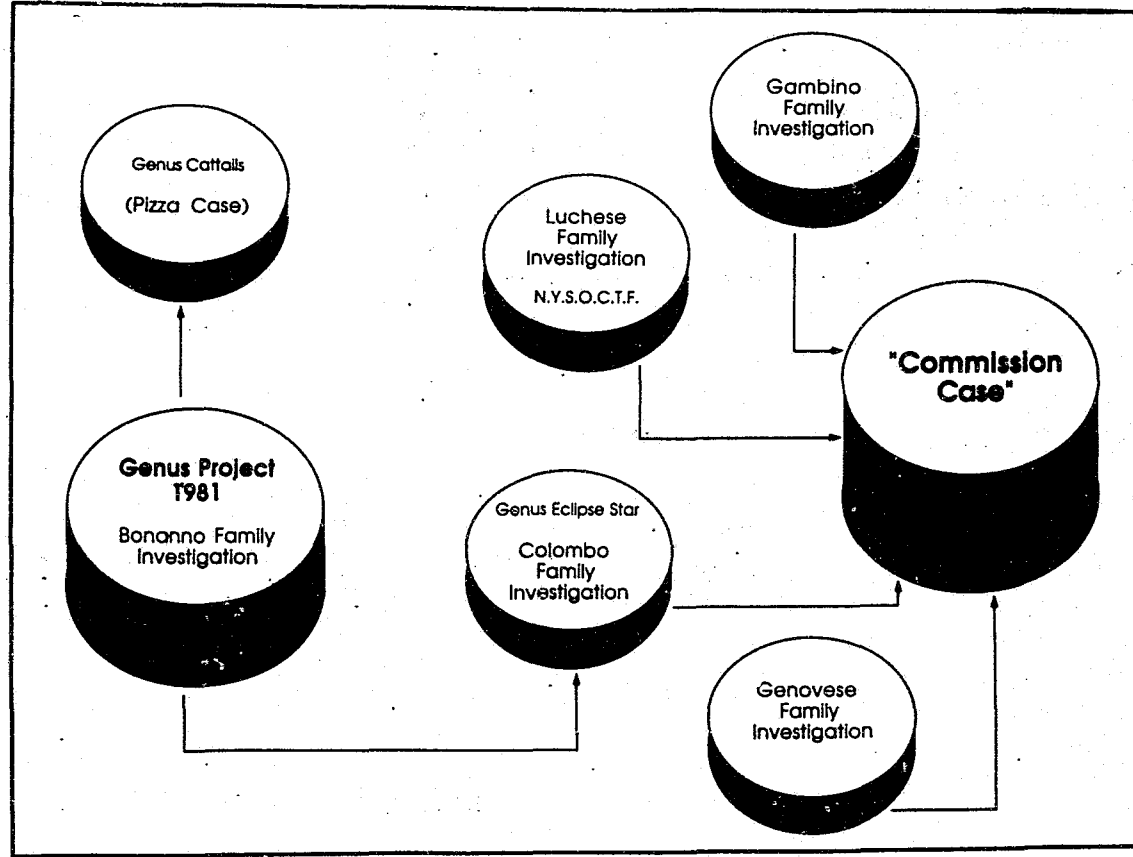 Gambino
Family
Investigation
Genus Cattails
(Pizza Case)
Luchese
Family
Investigation
N.Y.S.O.C.T.F.
"Commission
Case"
Genus Project
1981
Bonanno Family
Investigation
Genus Eclipse Star
Colombo
Family
Investigation
Genovese
Family
Investigation